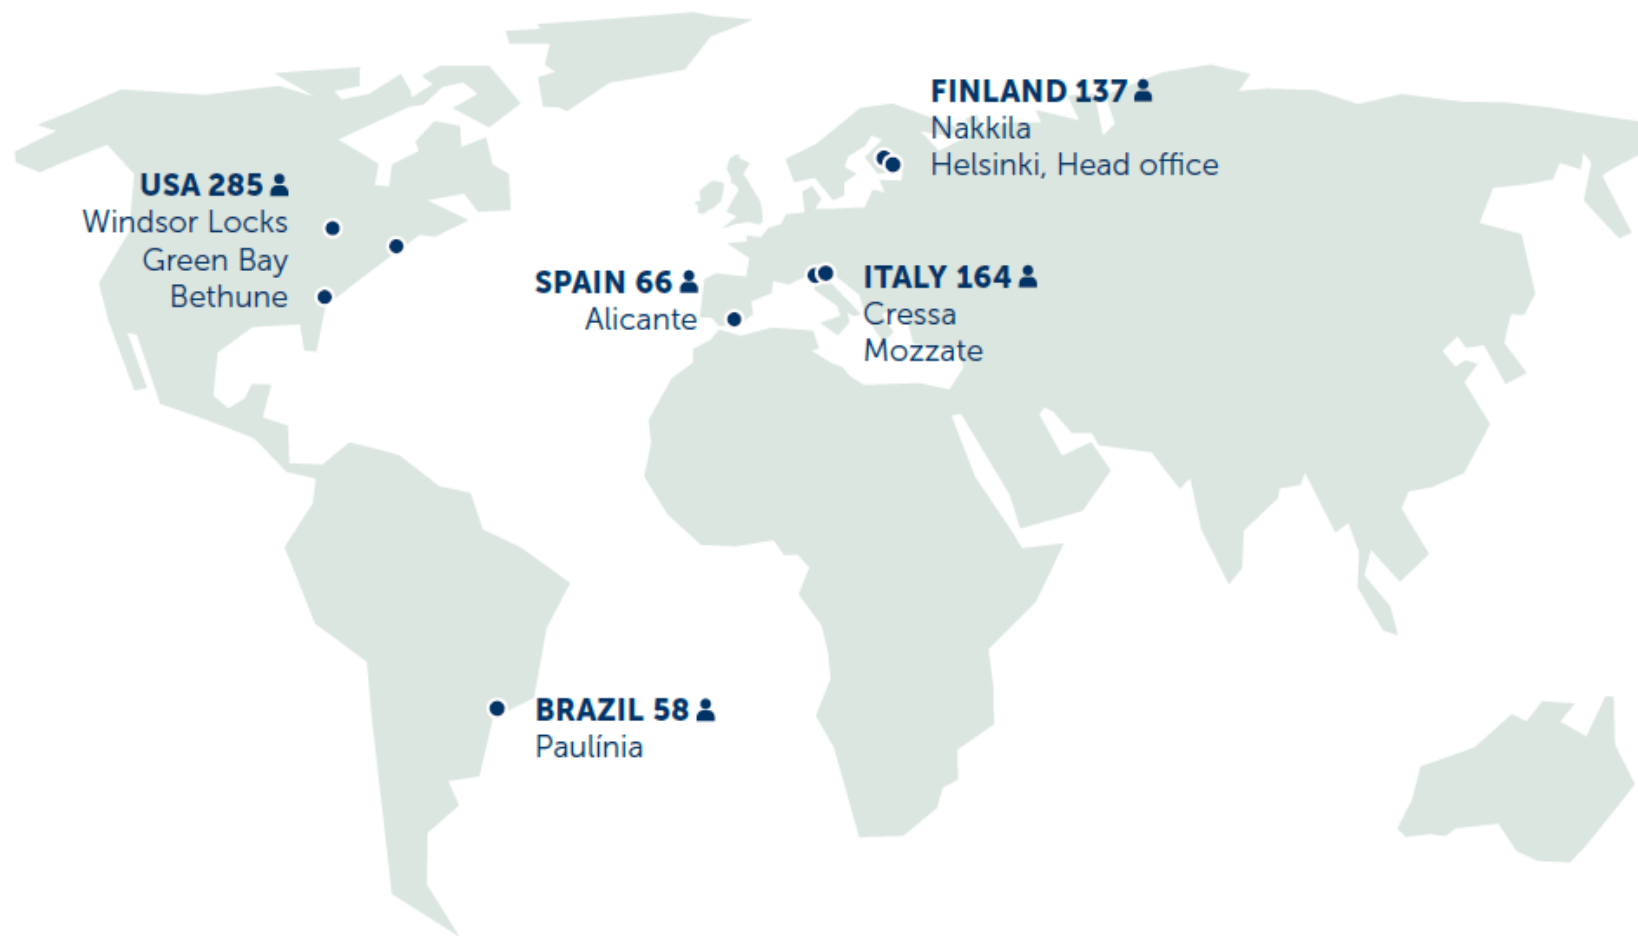 FINLAND 137
Nakkila
Helsinki, Head office
USA 285
Windsor Locks
Green Bay
Bethune
SPAIN 66
Alicante
ITALY 164
Cressa
Mozzate
BRAZIL 58
Paulínia